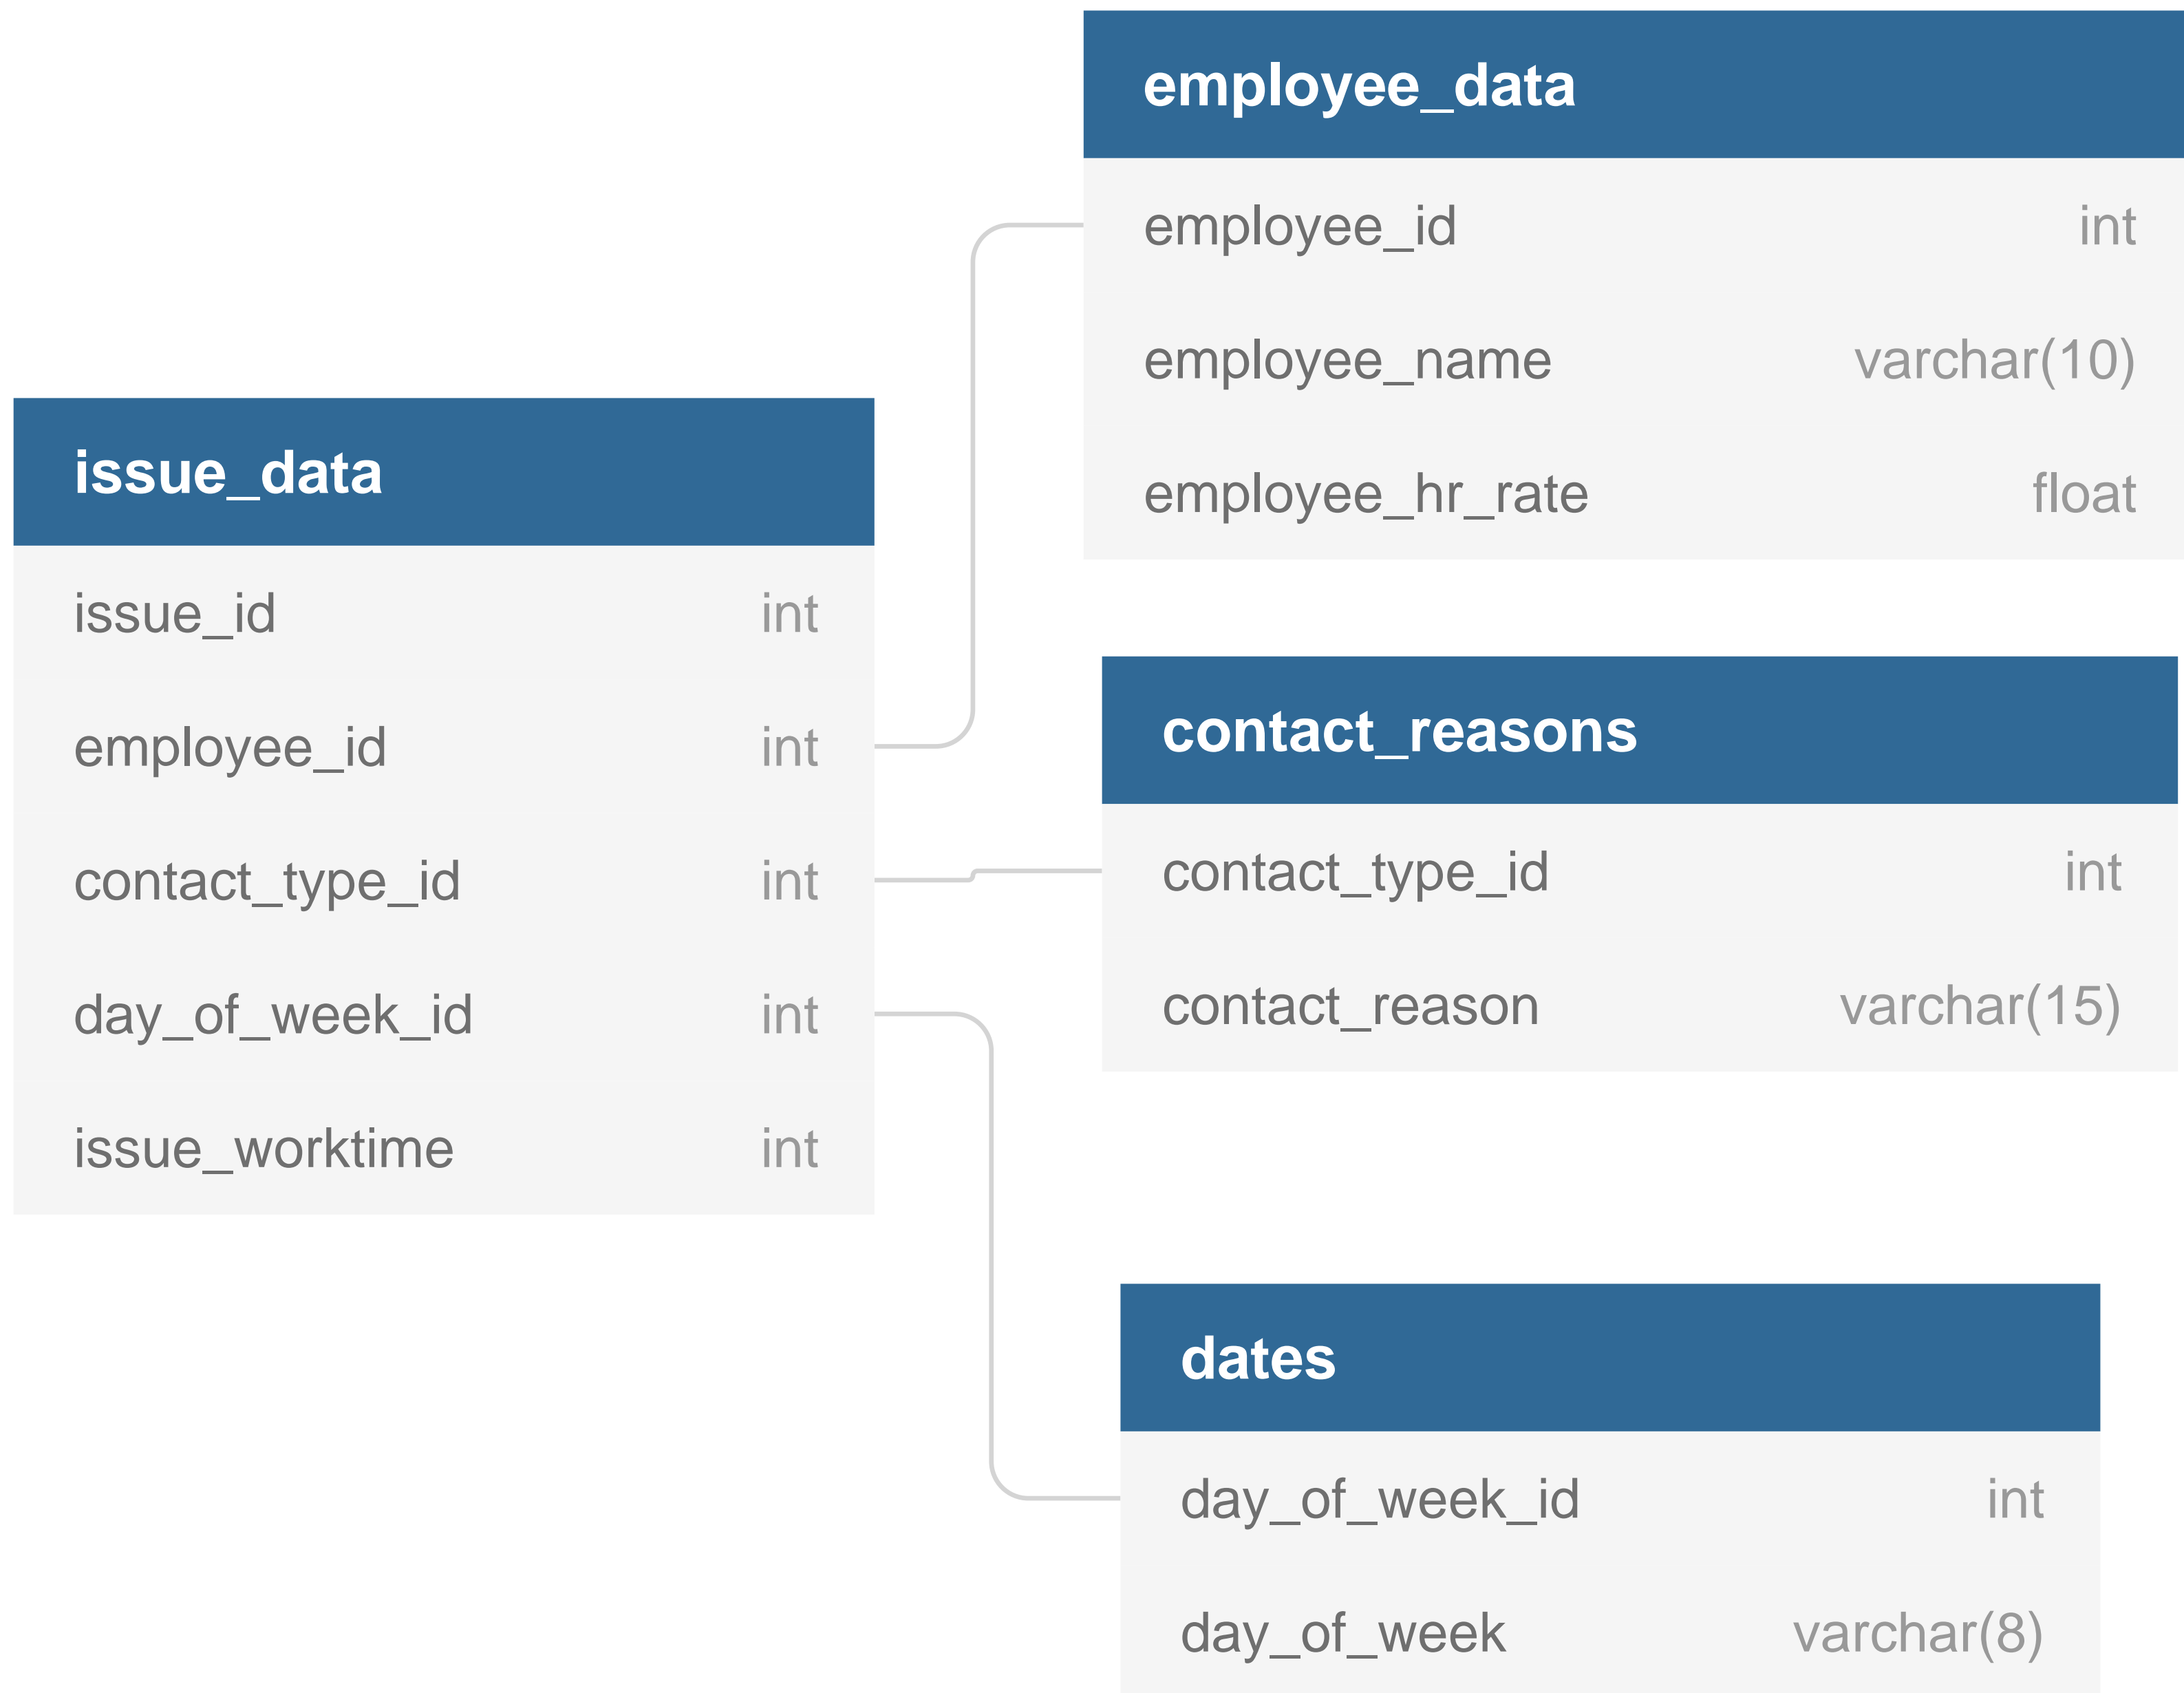 employee_data
employee_id int
employee_name varchar(10)
employee_hr_rate float
issue_data
issue_id int
employee_id int
contact_type_id int
day_of_week_id int
issue_worktime int
contact_reasons
contact_type_id int
contact_reason varchar(15)
dates
day_of_week_id int
day_of_week varchar(8)